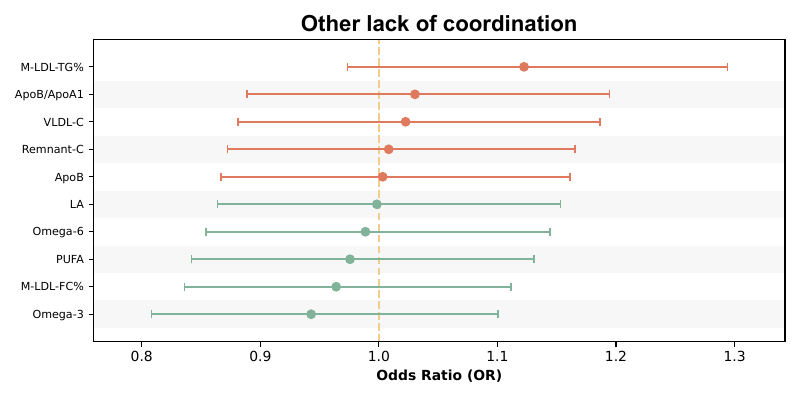 Other lack of coordination
M-LDL-TG%
ApoB/ApoA1
VLDL-C
Remnant-C
ApoB
LA
Omega-6
PUFA
M-LDL-FC%
Omega-3
0.8 0.9 1.0 1.1 1.2 1.3
Odds Ratio (OR)